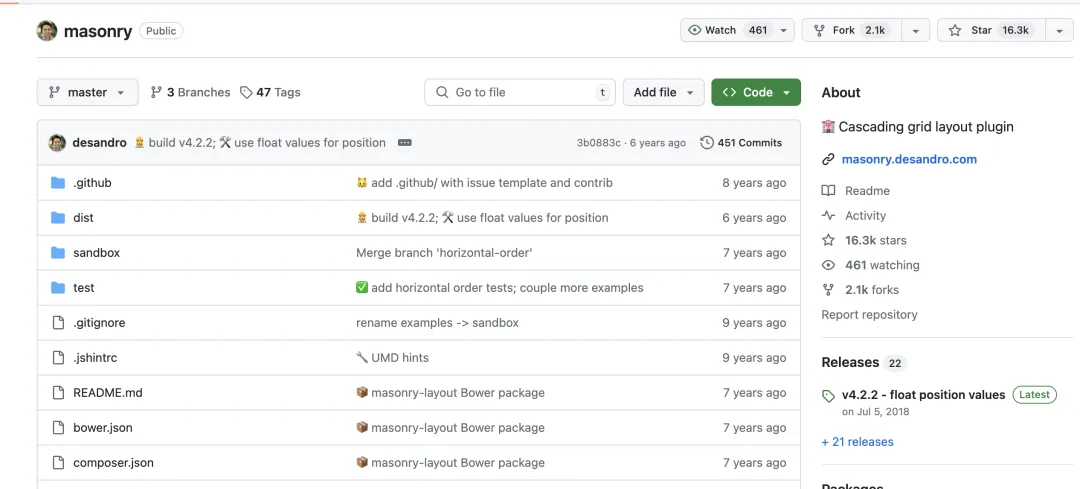 masonry Public Watch 461 Fork 2.1k Star 16.3k
master 3 Branches 47 Tags Go to file t Add file Code
desandro 👷 build v4.2.2; 🛠 use float values for position 3b0883c · 6 years ago 451 Commits
.github 🐱 add .github/ with issue template and contrib 8 years ago
dist 👷 build v4.2.2; 🛠 use float values for position 6 years ago
sandbox Merge branch 'horizontal-order' 7 years ago
test ✅ add horizontal order tests; couple more examples 7 years ago
.gitignore rename examples -> sandbox 9 years ago
.jshintrc 🔧 UMD hints 9 years ago
README.md 📦 masonry-layout Bower package 7 years ago
bower.json 📦 masonry-layout Bower package 7 years ago
composer.json 📦 masonry-layout Bower package 7 years ago
About
🏩 Cascading grid layout plugin
masonry.desandro.com
Readme
Activity
16.3k stars
461 watching
2.1k forks
Report repository
Releases 22
v4.2.2 - float position values Latest
on Jul 5, 2018
+ 21 releases
Packages